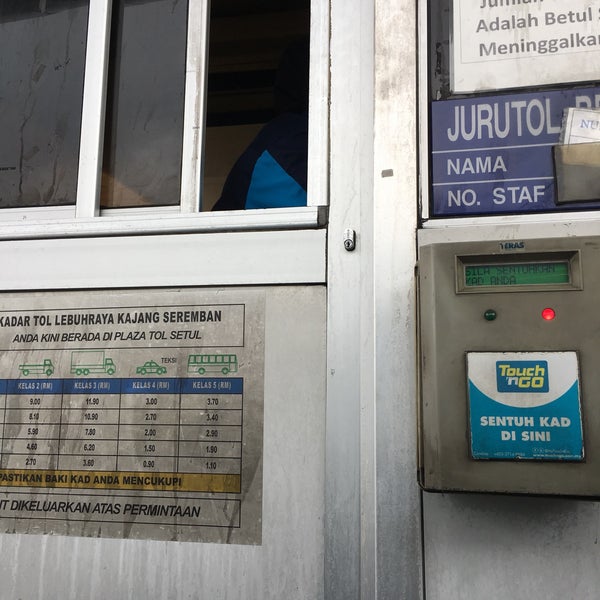 Adalah Betul
Meninggalkan
JURUTOL
NAMA
NO. STAF
TERAS
SILA SENTUHKAN
KAD ANDA
Touch
'n GO
SENTUH KAD
DI SINI
KADAR TOL LEBUHRAYA KAJANG SEREMBAN
ANDA KINI BERADA DI PLAZA TOL SETUL
TEKSI
KELAS 2 (RM) KELAS 3 (RM) KELAS 4 (RM) KELAS 5 (RM)
9.00 11.90 3.00 3.70
8.10 10.90 2.70 3.40
5.90 7.80 2.00 2.90
4.60 6.20 1.50 1.90
2.70 3.60 0.90 1.10
PASTIKAN BAKI KAD ANDA MENCUKUPI
IT DIKELUARKAN ATAS PERMINTAAN